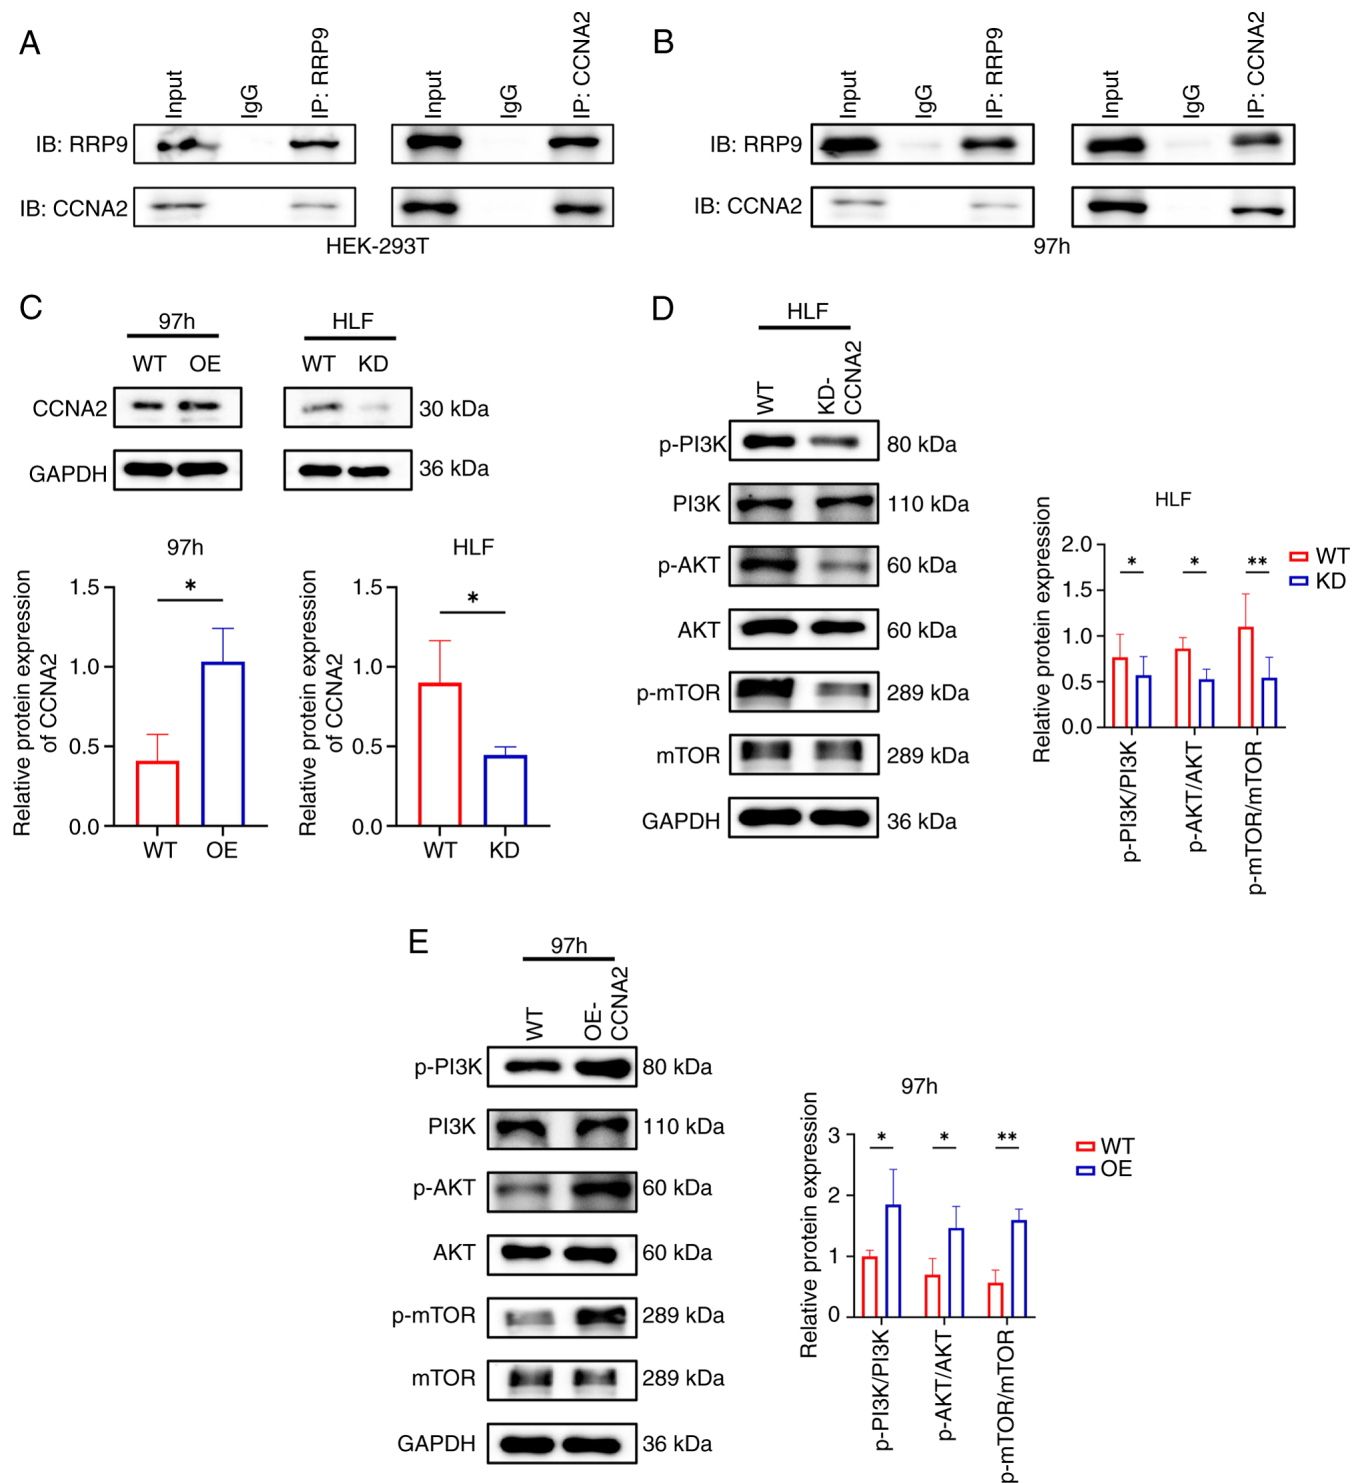 A
Input
IgG
IP: RRP9
Input
IgG
IP: CCNA2
IB: RRP9
IB: CCNA2
HEK-293T
B
Input
IgG
IP: RRP9
Input
IgG
IP: CCNA2
IB: RRP9
IB: CCNA2
97h
C
97h
HLF
WT OE
WT KD
CCNA2
30 kDa
GAPDH
36 kDa
97h
Relative protein expression
of CCNA2
1.5
1.0
0.5
0.0
*
WT OE
HLF
Relative protein expression
of CCNA2
1.5
1.0
0.5
0.0
*
WT KD
D
HLF
WT
KD-
CCNA2
p-PI3K 80 kDa
PI3K 110 kDa
p-AKT 60 kDa
AKT 60 kDa
p-mTOR 289 kDa
mTOR 289 kDa
GAPDH 36 kDa
HLF
Relative protein expression
2.0
1.5
1.0
0.5
0.0
* * **
WT
KD
p-PI3K/PI3K
p-AKT/AKT
p-mTOR/mTOR
E
97h
WT
OE-
CCNA2
p-PI3K 80 kDa
PI3K 110 kDa
p-AKT 60 kDa
AKT 60 kDa
p-mTOR 289 kDa
mTOR 289 kDa
GAPDH 36 kDa
97h
Relative protein expression
3
2
1
0
* * **
WT
OE
p-PI3K/PI3K
p-AKT/AKT
p-mTOR/mTOR